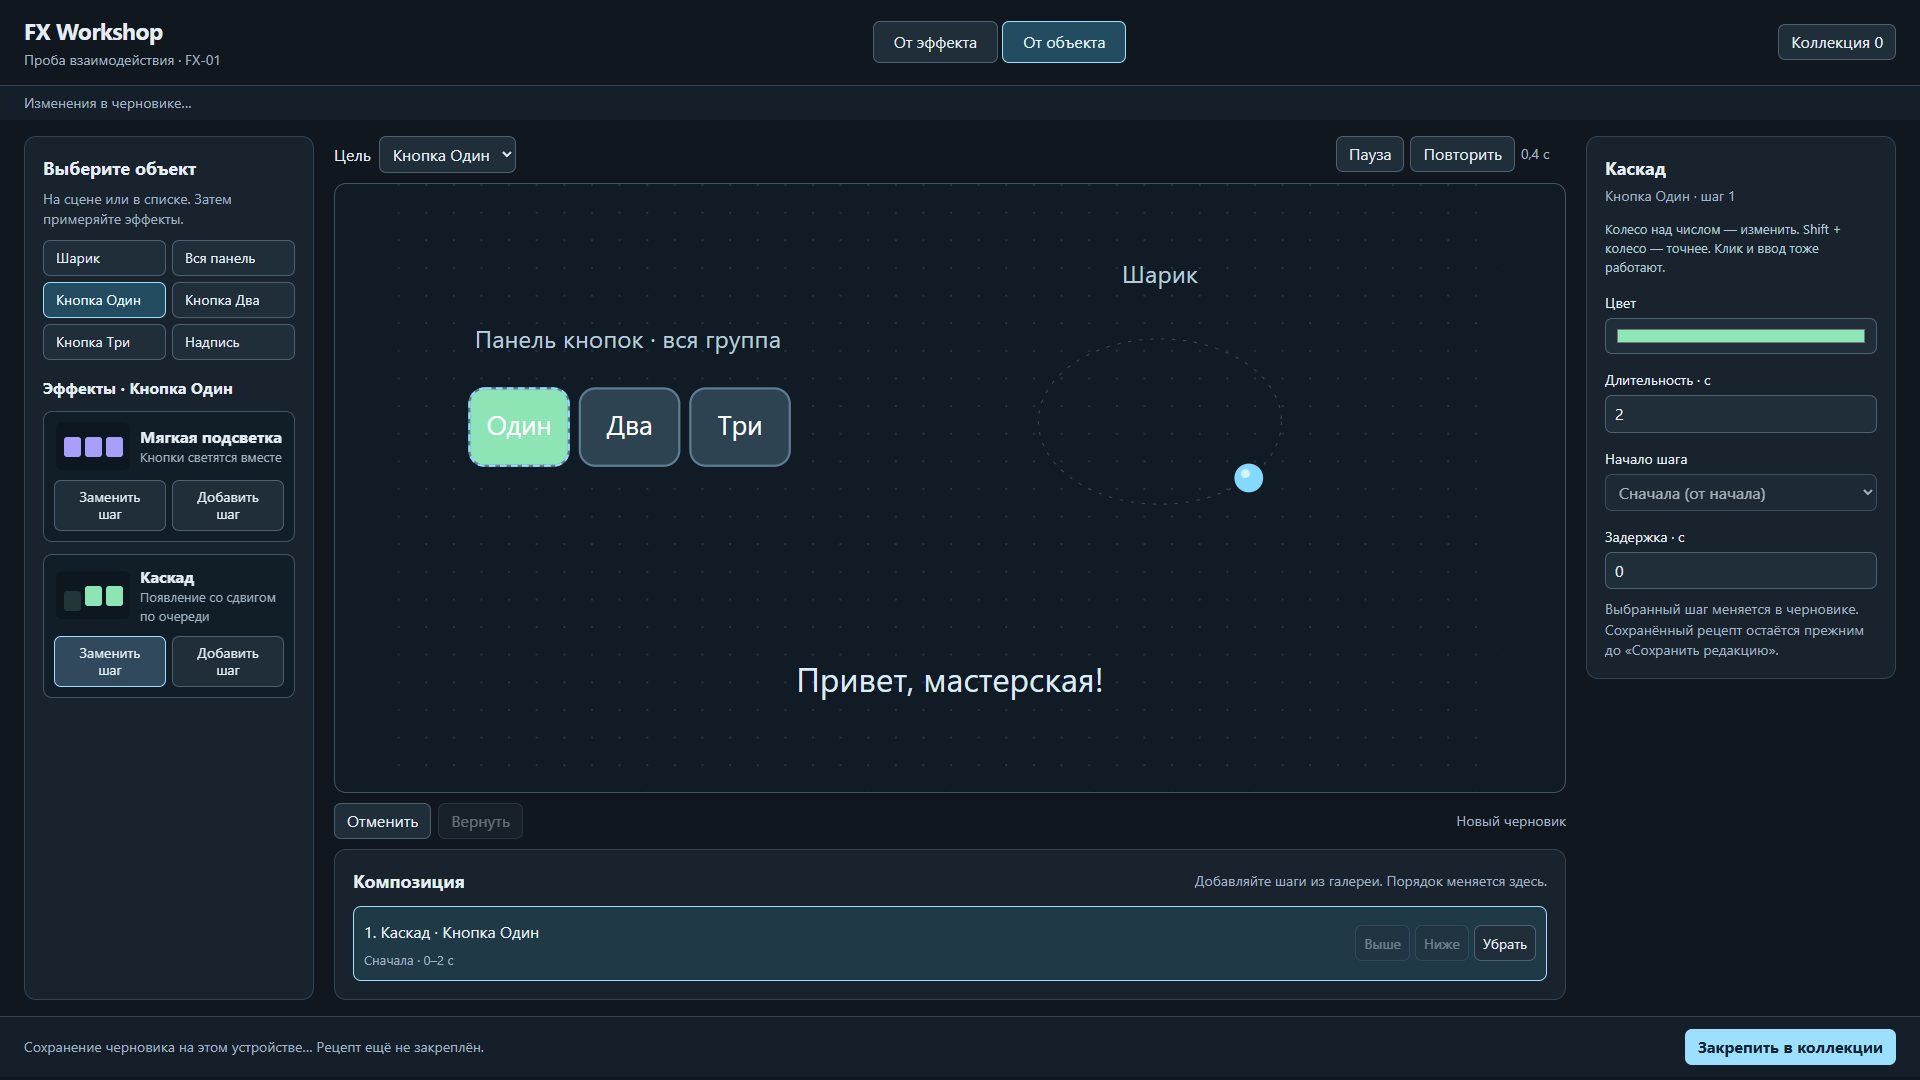 FX Workshop
Проба взаимодействия · FX-01
От эффекта
От объекта
Коллекция 0
Изменения в черновике...
Выберите объект
На сцене или в списке. Затем
примеряйте эффекты.
Шарик
Вся панель
Кнопка Один
Кнопка Два
Кнопка Три
Надпись
Эффекты · Кнопка Один
Мягкая подсветка
Кнопки светятся вместе
Заменить
шаг
Добавить
шаг
Каскад
Появление со сдвигом
по очереди
Заменить
шаг
Добавить
шаг
Цель
Кнопка Один
Пауза
Повторить
0,4 с
Шарик
Панель кнопок · вся группа
Один
Два
Три
Привет, мастерская!
Отменить
Вернуть
Новый черновик
Композиция
Добавляйте шаги из галереи. Порядок меняется здесь.
1. Каскад · Кнопка Один
Сначала · 0–2 с
Выше
Ниже
Убрать
Каскад
Кнопка Один · шаг 1
Колесо над числом — изменить. Shift +
колесо — точнее. Клик и ввод тоже
работают.
Цвет
Длительность · с
2
Начало шага
Сначала (от начала)
Задержка · с
0
Выбранный шаг меняется в черновике.
Сохранённый рецепт остаётся прежним
до «Сохранить редакцию».
Сохранение черновика на этом устройстве... Рецепт ещё не закреплён.
Закрепить в коллекции